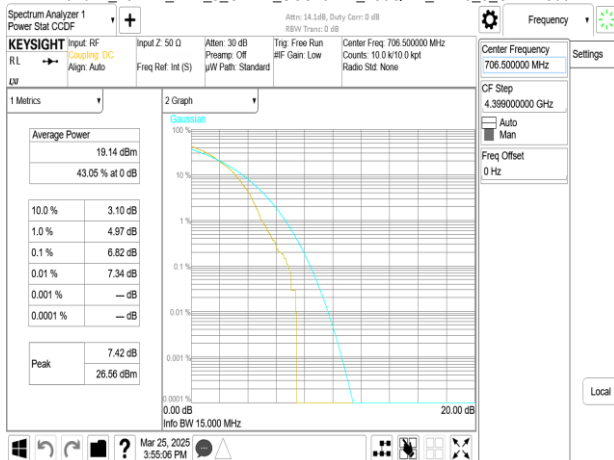 Spectrum Analyzer 1
Power Stat CCDF
Attn: 14.1dB, Duty Corr: 0 dB
RBW Trans: 0 dB
Frequency
KEYSIGHT
RL
LXI
Input: RF
Coupling: DC
Align: Auto
Input Z: 50 Ω
Freq Ref: Int (S)
Atten: 30 dB
Preamp: Off
µW Path: Standard
Trig: Free Run
#IF Gain: Low
Center Freq: 706.500000 MHz
Counts: 10.0 k/10.0 kpt
Radio Std: None
Center Frequency
706.500000 MHz
Settings
CF Step
4.399000000 GHz
Auto
Man
Freq Offset
0 Hz
Local
1 Metrics
Average Power
19.14 dBm
43.05 % at 0 dB
10.0 % 3.10 dB
1.0 % 4.97 dB
0.1 % 6.82 dB
0.01 % 7.34 dB
0.001 % --- dB
0.0001 % --- dB
Peak
7.42 dB
26.56 dBm
2 Graph
Gaussian
100 %
10 %
1 %
0.1 %
0.01 %
0.001 %
0.0001 %
0.00 dB
20.00 dB
Info BW 15.000 MHz
?
Mar 25, 2025
3:55:06 PM